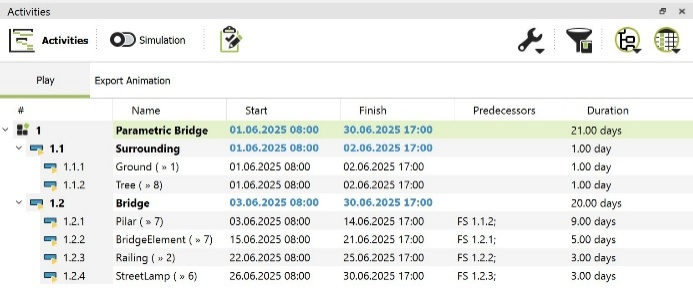 Activities
Activities Simulation
Play Export Animation
# Name Start Finish Predecessors Duration
1 Parametric Bridge 01.06.2025 08:00 30.06.2025 17:00 21.00 days
1.1 Surrounding 01.06.2025 08:00 02.06.2025 17:00 1.00 day
1.1.1 Ground ( » 1) 01.06.2025 08:00 02.06.2025 17:00 1.00 day
1.1.2 Tree ( » 8) 01.06.2025 08:00 02.06.2025 17:00 1.00 day
1.2 Bridge 03.06.2025 08:00 30.06.2025 17:00 20.00 days
1.2.1 Pilar ( » 7) 03.06.2025 08:00 14.06.2025 17:00 FS 1.1.2; 9.00 days
1.2.2 BridgeElement ( » 7) 15.06.2025 08:00 21.06.2025 17:00 FS 1.2.1; 5.00 days
1.2.3 Railing ( » 2) 22.06.2025 08:00 25.06.2025 17:00 FS 1.2.2; 3.00 days
1.2.4 StreetLamp ( » 6) 26.06.2025 08:00 30.06.2025 17:00 FS 1.2.3; 3.00 days